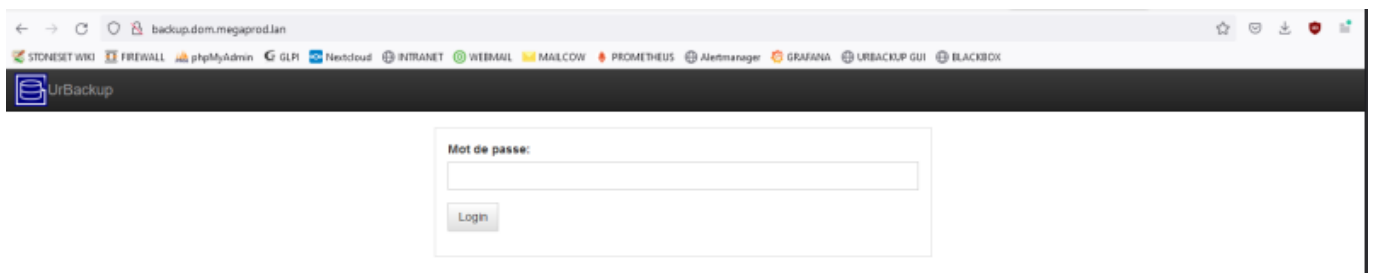 backup.dom.megaprod.lan
STONESET WIKI FIREWALL phpMyAdmin GLPI Nextcloud INTRANET WEBMAIL MAILCOW PROMETHEUS Alertmanager GRAFANA URBACKUP GUI BLACKBOX
UrBackup
Mot de passe:
Login